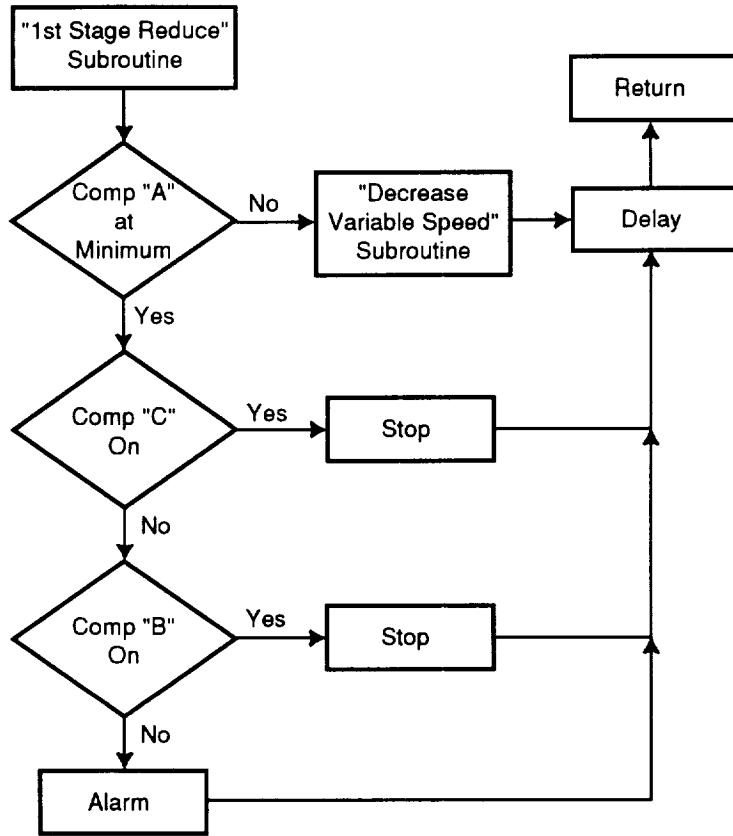 "1st Stage Reduce"
Subroutine
Return
Comp "A"
at
Minimum
No
"Decrease
Variable Speed"
Subroutine
Delay
Yes
Comp "C"
On
Yes
Stop
No
Comp "B"
On
Yes
Stop
No
Alarm